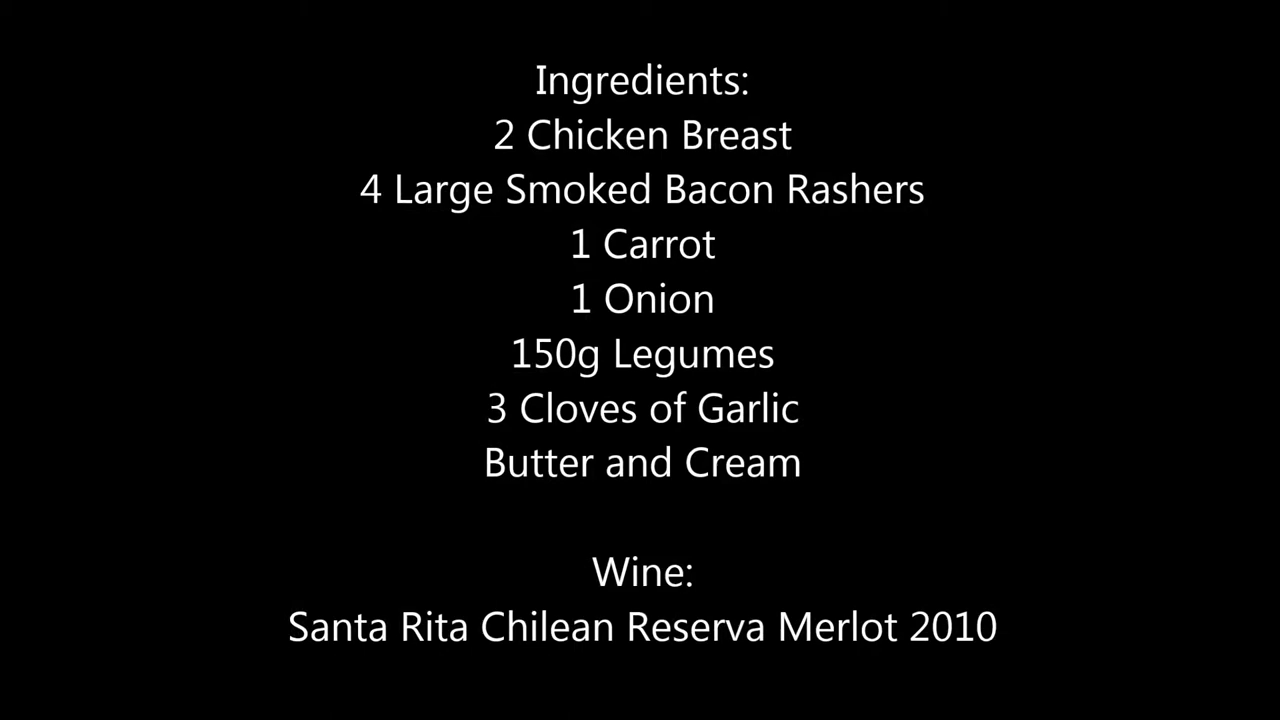 Ingredients:
2 Chicken Breast
4 Large Smoked Bacon Rashers
1 Carrot
1 Onion
150g Legumes
3 Cloves of Garlic
Butter and Cream
Wine:
Santa Rita Chilean Reserva Merlot 2010